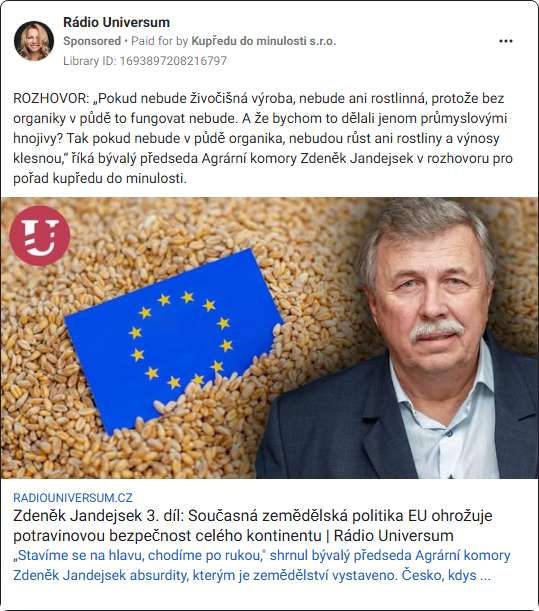 Rádio Universum
Sponsored • Paid for by Kupředu do minulosti s.r.o.
Library ID: 1693897208216797
ROZHOVOR: „Pokud nebude živočišná výroba, nebude ani rostlinná, protože bez
organiky v půdě to fungovat nebude. A že bychom to dělali jenom průmyslovými
hnojivy? Tak pokud nebude v půdě organika, nebudou růst ani rostliny a výnosy
klesnou,“ říká bývalý předseda Agrární komory Zdeněk Jandejsek v rozhovoru pro
pořad kupředu do minulosti.
U
RADIOUNIVERSUM.CZ
Zdeněk Jandejsek 3. díl: Současná zemědělská politika EU ohrožuje
potravinovou bezpečnost celého kontinentu | Rádio Universum
„Stavíme se na hlavu, chodíme po rukou," shrnul bývalý předseda Agrární komory
Zdeněk Jandejsek absurdity, kterým je zemědělství vystaveno. Česko, kdys ...